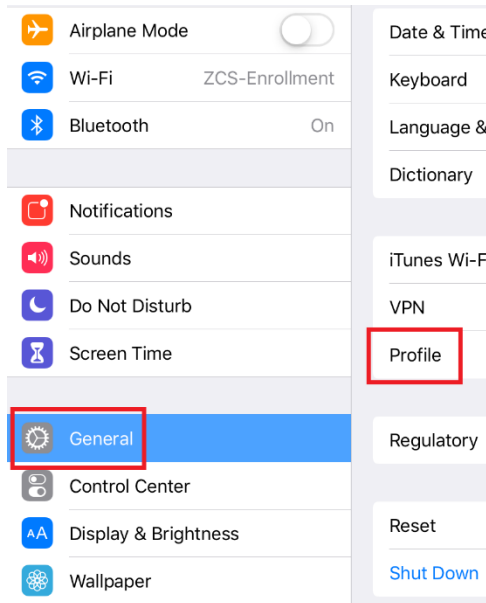 Airplane Mode
Wi-Fi ZCS-Enrollment
Bluetooth On
Notifications
Sounds
Do Not Disturb
Screen Time
General
Control Center
AA Display & Brightness
Wallpaper
Date & Time
Keyboard
Language &
Dictionary
iTunes Wi-F
VPN
Profile
Regulatory
Reset
Shut Down